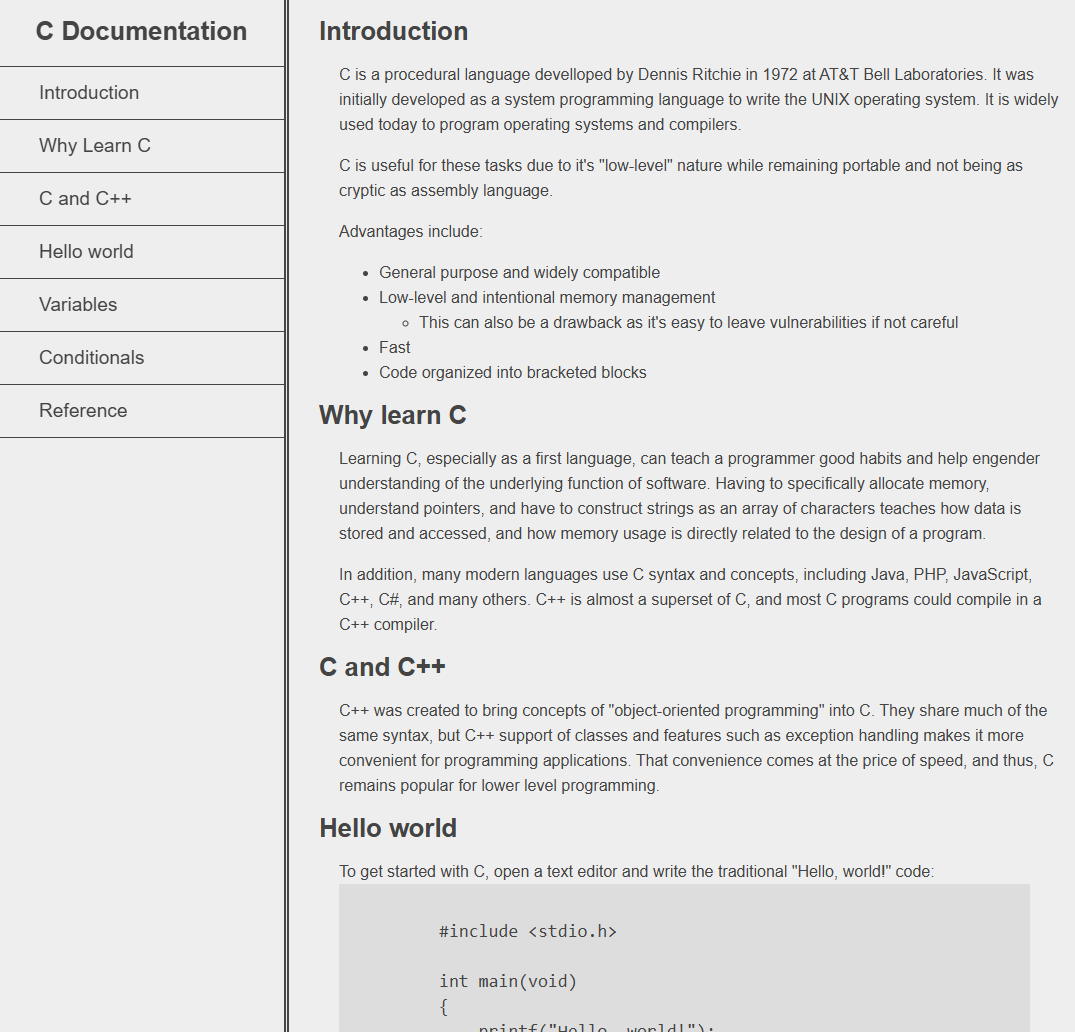 C Documentation
Introduction
Why Learn C
C and C++
Hello world
Variables
Conditionals
Reference
Introduction
C is a procedural language develloped by Dennis Ritchie in 1972 at AT&T Bell Laboratories. It was
initially developed as a system programming language to write the UNIX operating system. It is widely
used today to program operating systems and compilers.
C is useful for these tasks due to it's "low-level" nature while remaining portable and not being as
cryptic as assembly language.
Advantages include:
General purpose and widely compatible
Low-level and intentional memory management
This can also be a drawback as it's easy to leave vulnerabilities if not careful
Fast
Code organized into bracketed blocks
Why learn C
Learning C, especially as a first language, can teach a programmer good habits and help engender
understanding of the underlying function of software. Having to specifically allocate memory,
understand pointers, and have to construct strings as an array of characters teaches how data is
stored and accessed, and how memory usage is directly related to the design of a program.
In addition, many modern languages use C syntax and concepts, including Java, PHP, JavaScript,
C++, C#, and many others. C++ is almost a superset of C, and most C programs could compile in a
C++ compiler.
C and C++
C++ was created to bring concepts of "object-oriented programming" into C. They share much of the
same syntax, but C++ support of classes and features such as exception handling makes it more
convenient for programming applications. That convenience comes at the price of speed, and thus, C
remains popular for lower level programming.
Hello world
To get started with C, open a text editor and write the traditional "Hello, world!" code:
#include <stdio.h>
int main(void)
{
printf("Hello, world!");